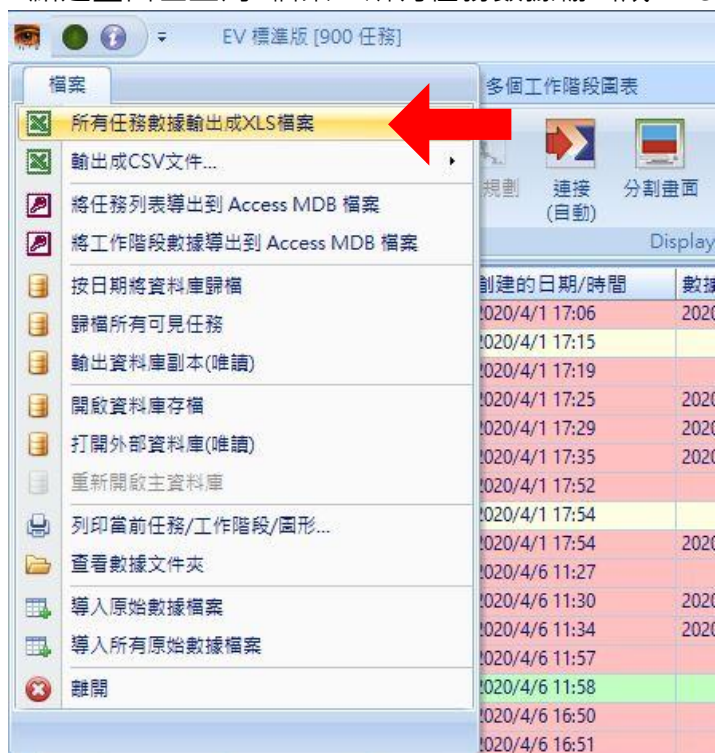 EV 標準版 [900 任務]
檔案
多個工作階段圖表
所有任務數據輸出成XLS檔案
輸出成CSV文件...
將任務列表導出到 Access MDB 檔案
將工作階段數據導出到 Access MDB 檔案
按日期將資料庫歸檔
歸檔所有可見任務
輸出資料庫副本(唯讀)
開啟資料庫存檔
打開外部資料庫(唯讀)
重新開啟主資料庫
列印當前任務/工作階段/圖形...
查看數據文件夾
導入原始數據檔案
導入所有原始數據檔案
離開
規劃
連接
(自動)
分割畫面
Display
創建的日期/時間
數據
2020/4/1 17:06
2020
2020/4/1 17:15
2020/4/1 17:19
2020/4/1 17:25
2020
2020/4/1 17:29
2020
2020/4/1 17:35
2020
2020/4/1 17:52
2020/4/1 17:54
2020/4/1 17:54
2020
2020/4/6 11:27
2020/4/6 11:30
2020
2020/4/6 11:34
2020
2020/4/6 11:57
2020/4/6 11:58
2020/4/6 16:50
2020/4/6 16:51